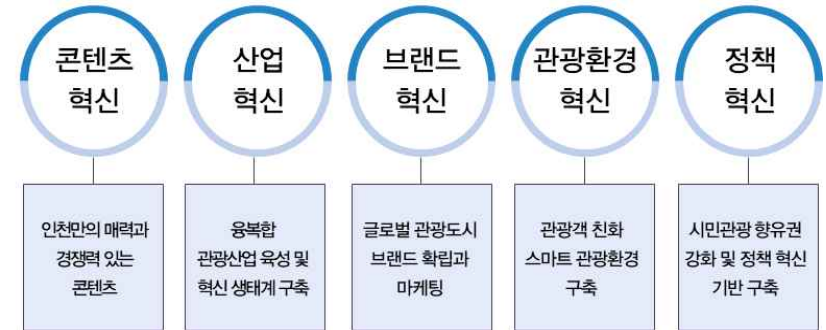 콘텐츠
혁신
산업
혁신
브랜드
혁신
관광환경
혁신
정책
혁신
인천만의 매력과
경쟁력 있는
콘텐츠
융복합
관광산업 육성 및
혁신 생태계 구축
글로벌 관광도시
브랜드 확립과
마케팅
관광객 친화
스마트 관광환경
구축
시민관광 향유권
강화 및 정책 혁신
기반 구축